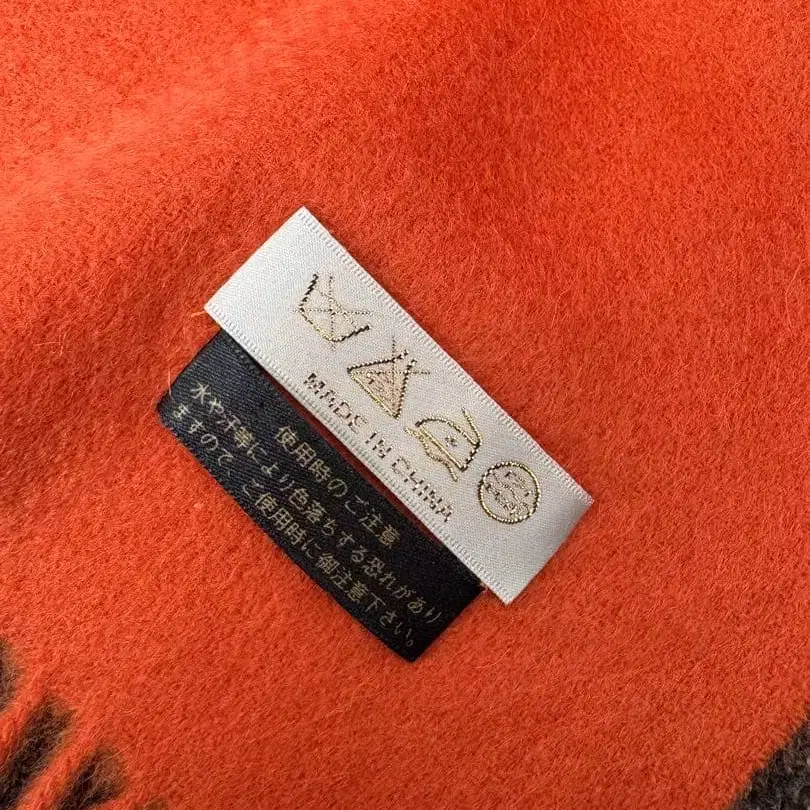 MADE IN CHINA
使用時のご注意
水や汗等により色落ちする恐れがあり
ますので、ご使用時に御注意下さい。